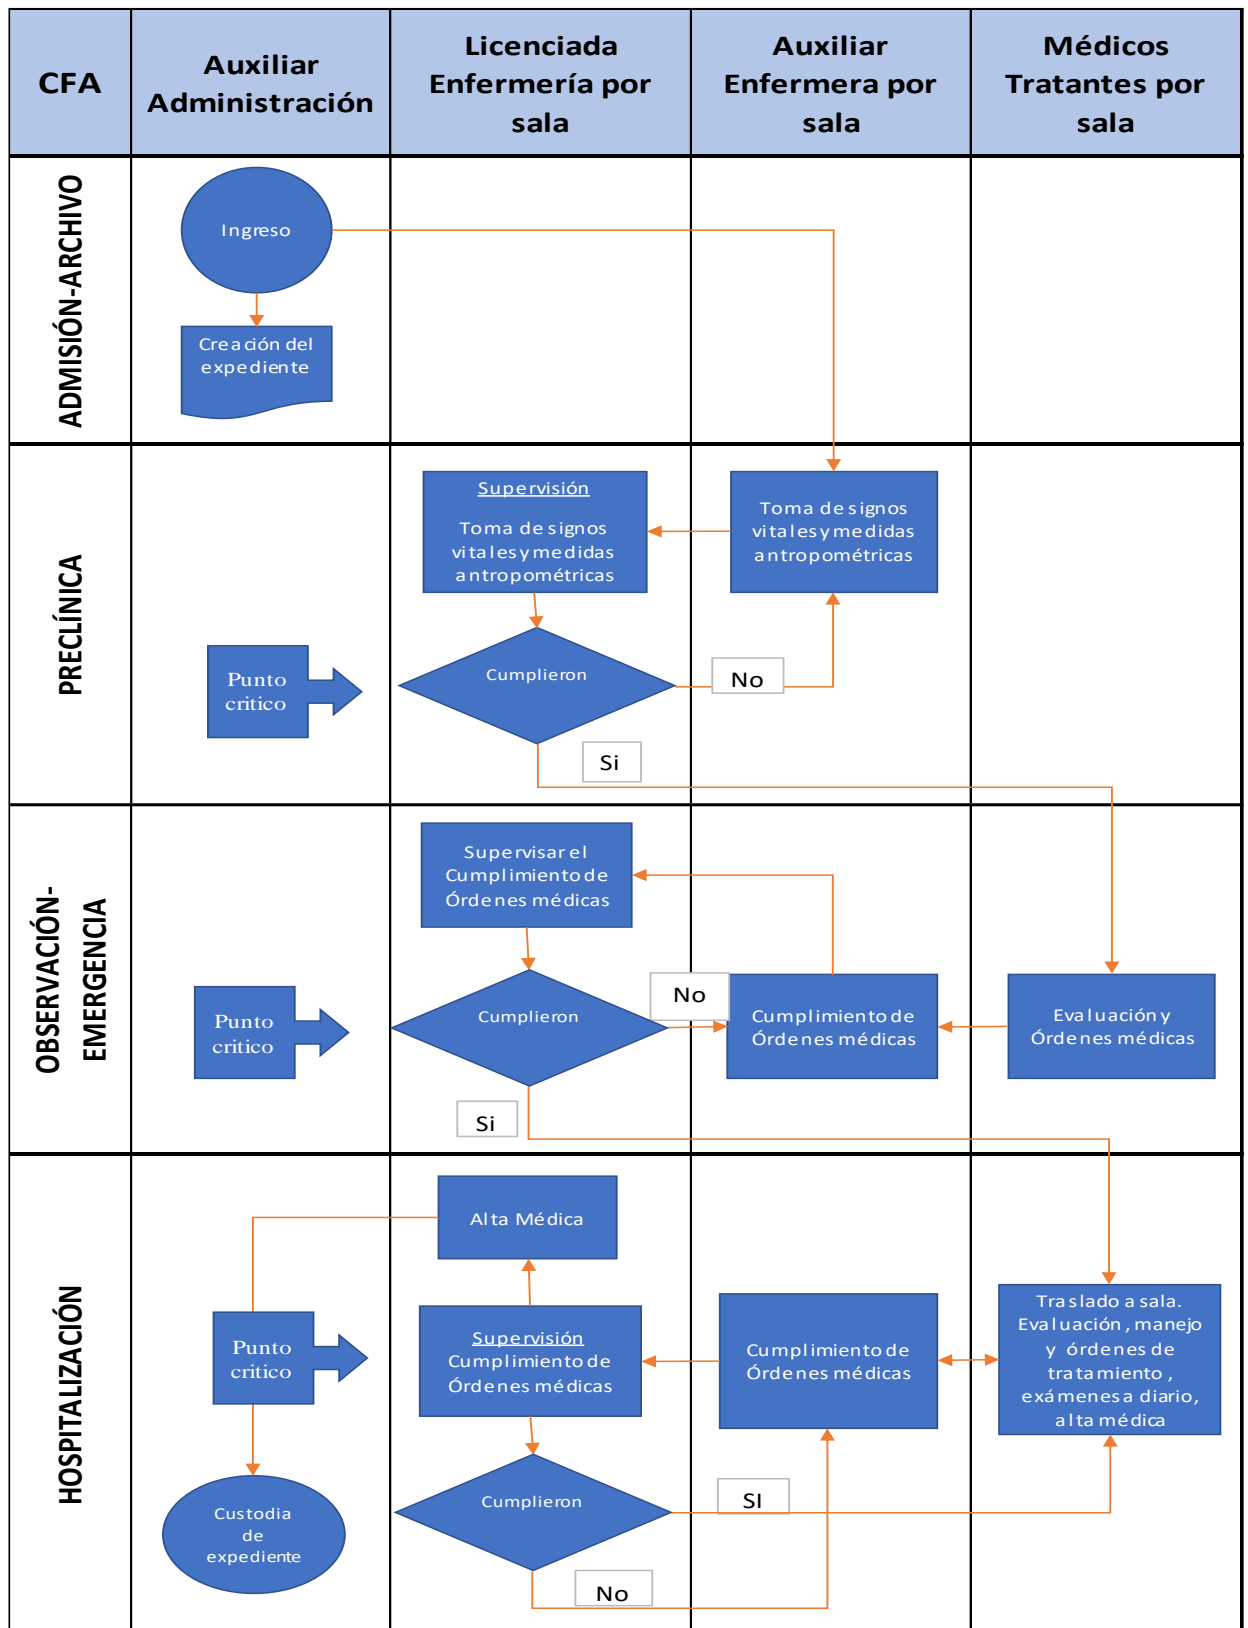 CFA
Auxiliar
Administración
Licenciada
Enfermería por
sala
Auxiliar
Enfermera por
sala
Médicos
Tratantes por
sala
ADMISIÓN-ARCHIVO
Ingreso
Creación del
expediente
PRECLÍNICA
Supervisión
Toma de signos
vitales y medidas
antropométricas
Toma de signos
vitales y medidas
antropométricas
Punto
critico
Cumplieron
No
Si
OBSERVACIÓN-
EMERGENCIA
Supervisar el
Cumplimiento de
Órdenes médicas
Punto
critico
Cumplieron
No
Cumplimiento de
Órdenes médicas
Evaluación y
Órdenes médicas
Si
HOSPITALIZACIÓN
Alta Médica
Punto
critico
Supervisión
Cumplimiento de
Órdenes médicas
Cumplimiento de
Órdenes médicas
Traslado a sala.
Evaluación , manejo
y órdenes de
tratamiento ,
exámenes a diario,
alta médica
Custodia
de
expediente
Cumplieron
SI
No